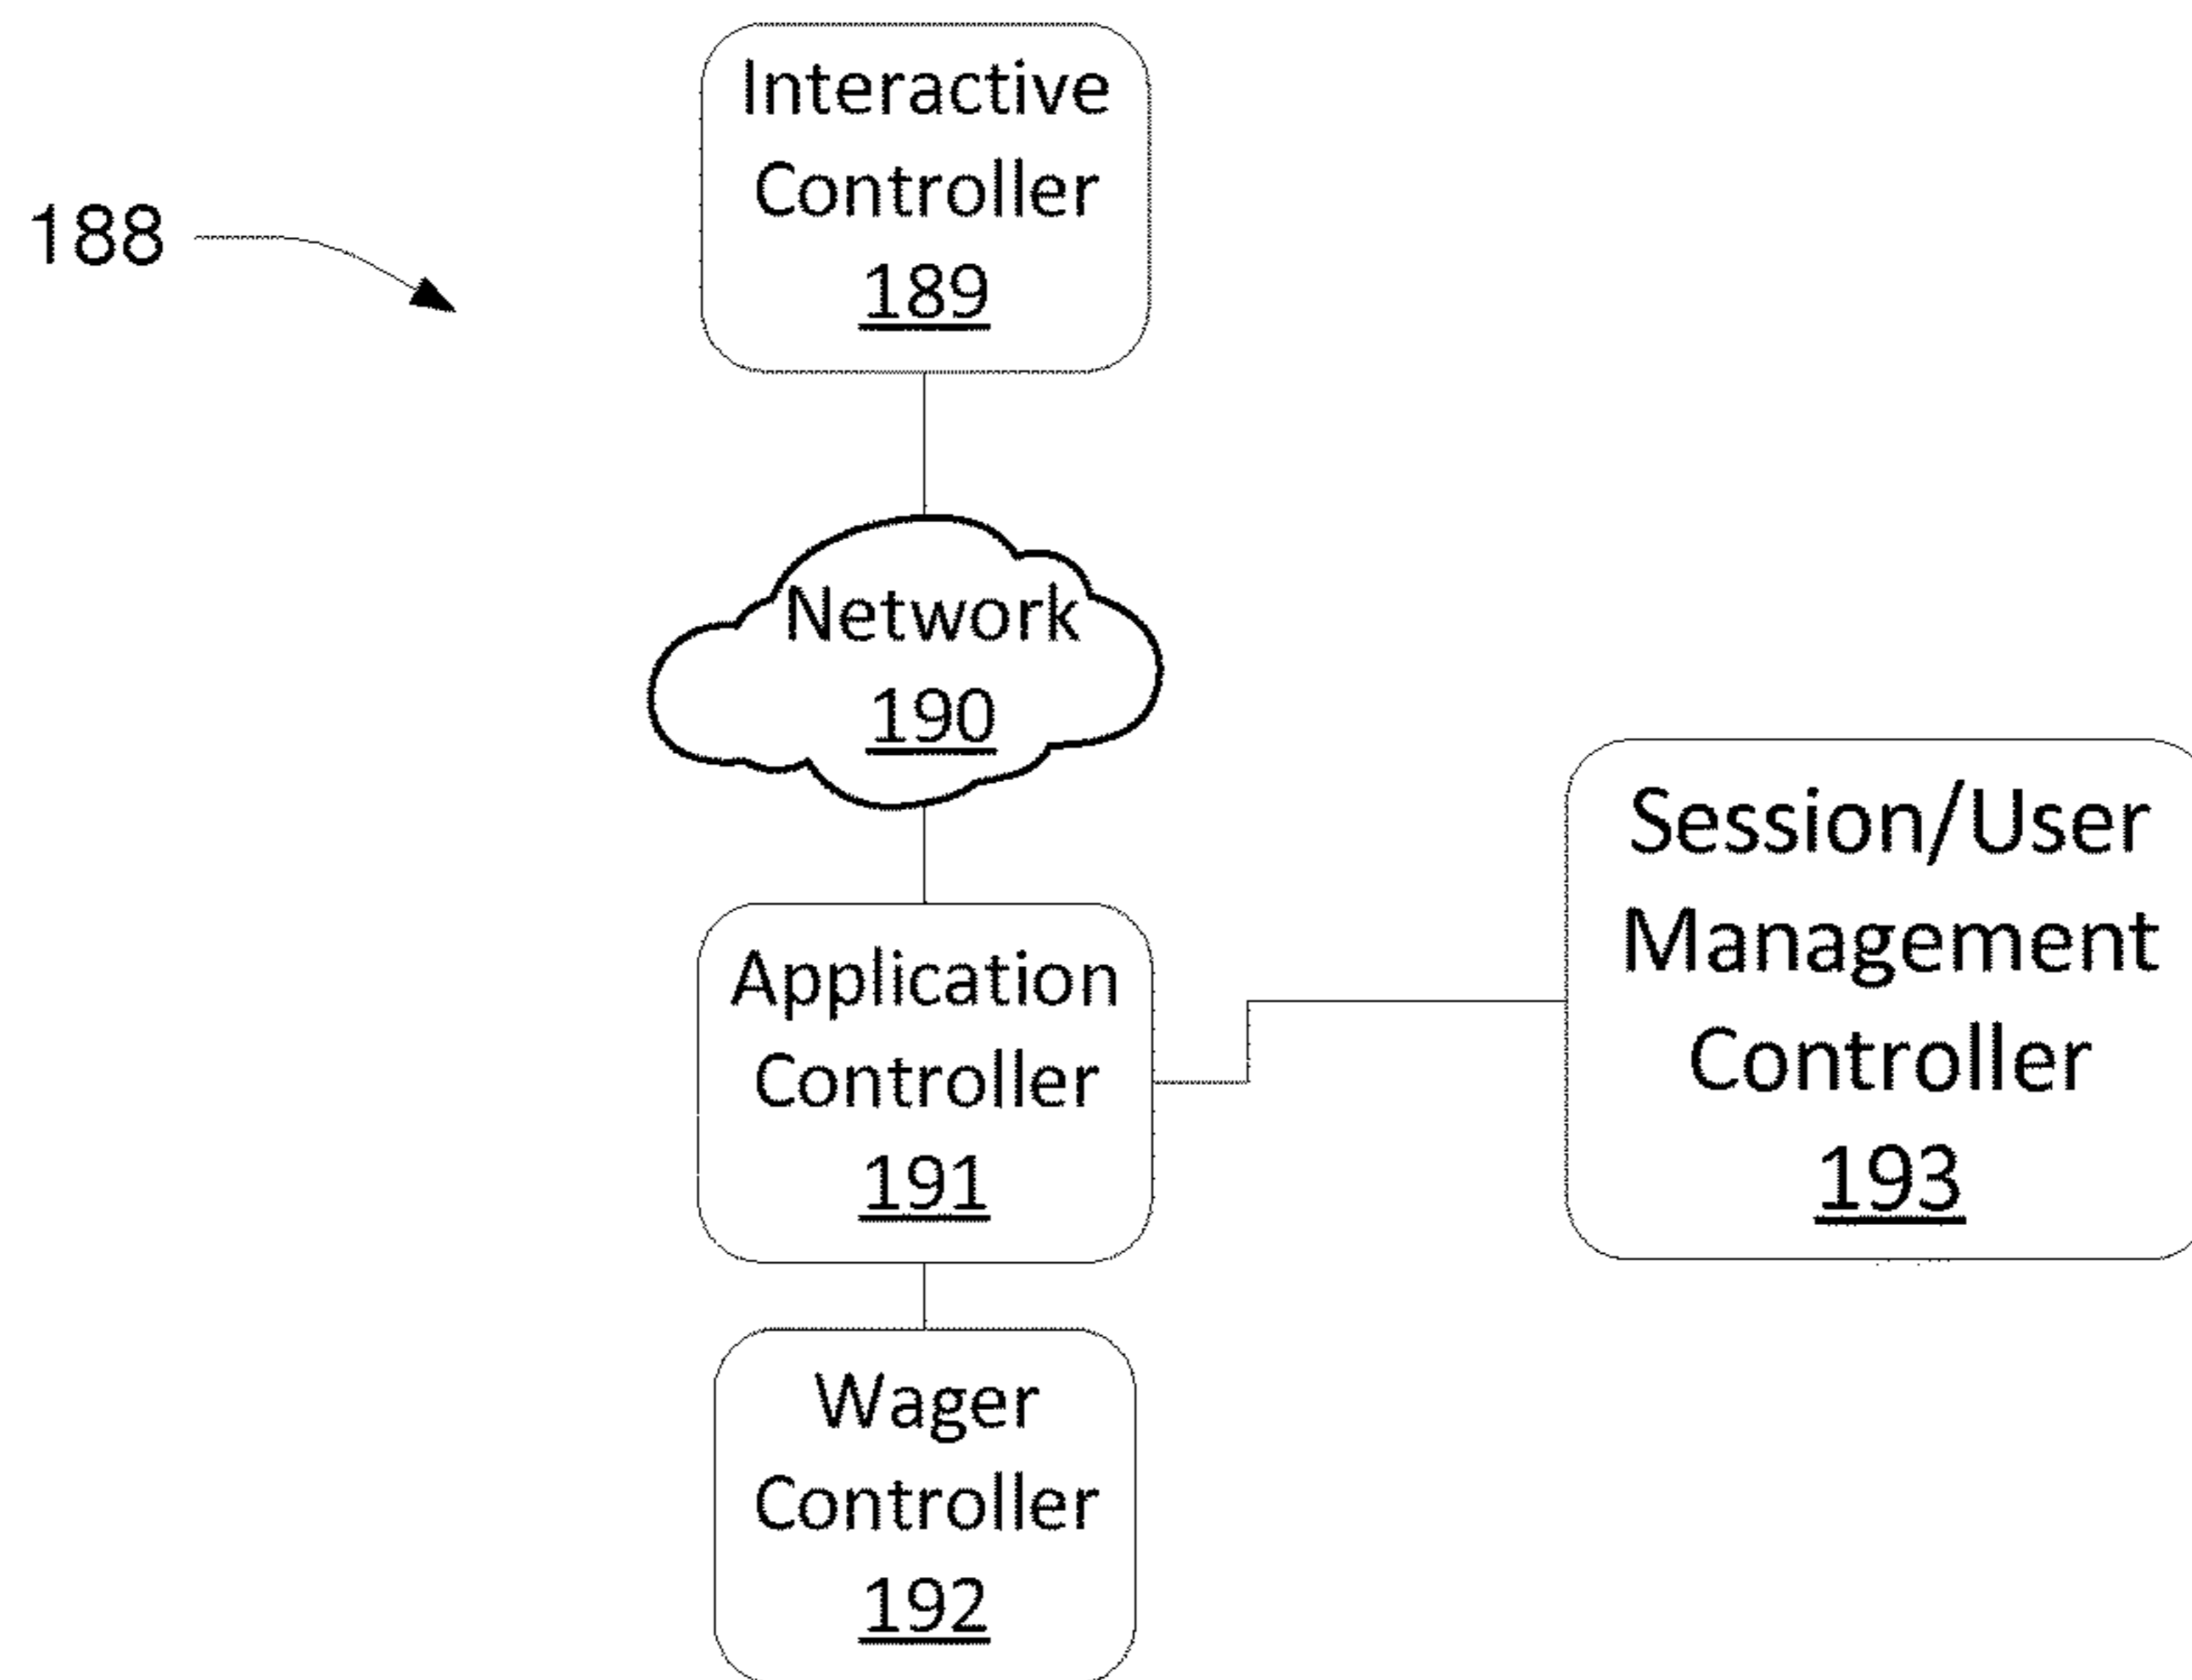 Interactive
Controller
189
188
Network
190
Application
Controller
191
Session/User
Management
Controller
193
Wager
Controller
192